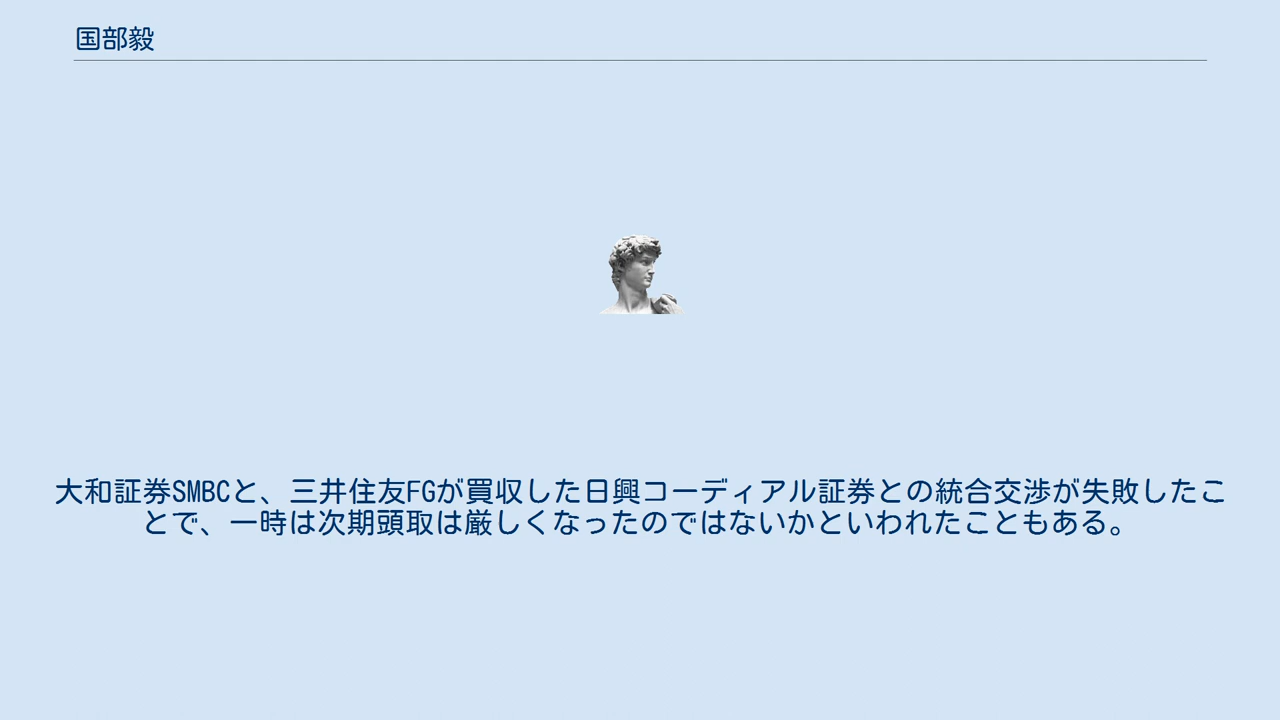 国部毅
大和証券SMBCと、三井住友FGが買収した日興コーディアル証券との統合交渉が失敗したこ
とで、一時は次期頭取は厳しくなったのではないかといわれたこともある。